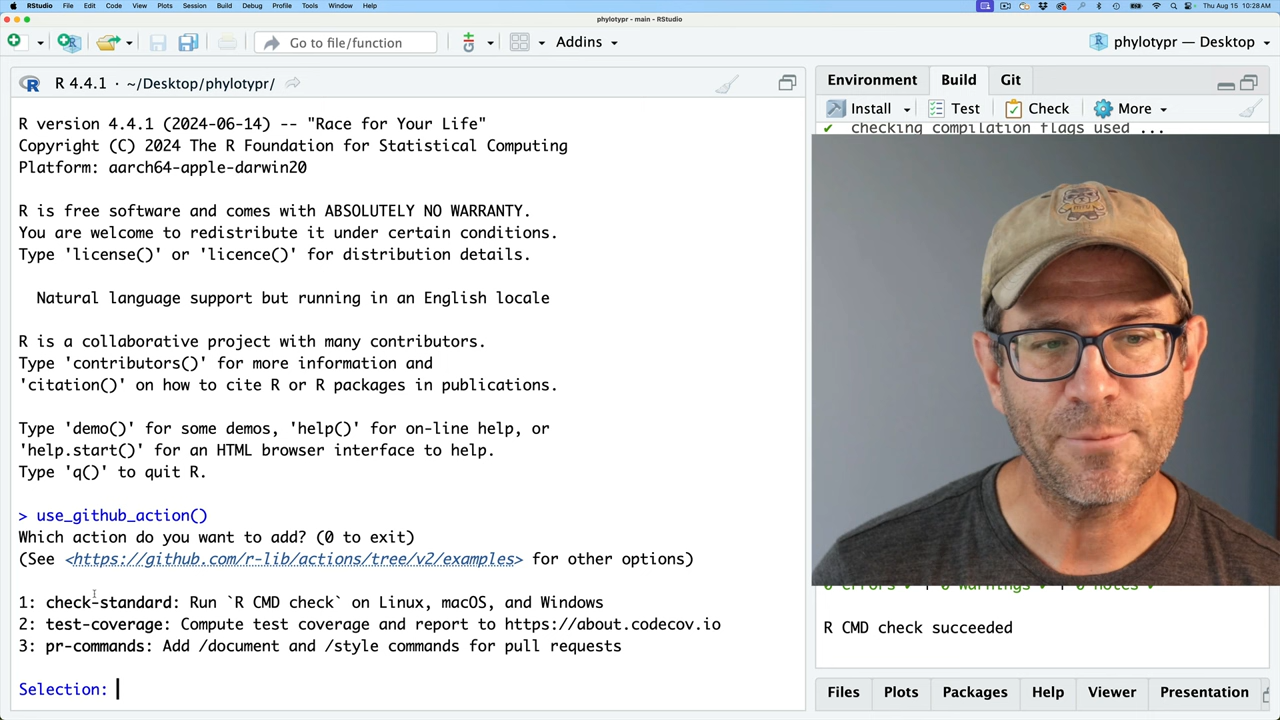 RStudio File Edit Code View Plots Session Build Debug Profile Tools Window Help Thu Aug 15 10:28 AM
phylotypr - main - RStudio
Go to file/function Addins phylotypr — Desktop
R 4.4.1 · ~/Desktop/phylotypr/
Environment Build Git
Install Test Check More
✔ checking compilation flags used ...
R version 4.4.1 (2024-06-14) -- "Race for Your Life"
Copyright (C) 2024 The R Foundation for Statistical Computing
Platform: aarch64-apple-darwin20
R is free software and comes with ABSOLUTELY NO WARRANTY.
You are welcome to redistribute it under certain conditions.
Type 'license()' or 'licence()' for distribution details.
Natural language support but running in an English locale
R is a collaborative project with many contributors.
Type 'contributors()' for more information and
'citation()' on how to cite R or R packages in publications.
Type 'demo()' for some demos, 'help()' for on-line help, or
'help.start()' for an HTML browser interface to help.
Type 'q()' to quit R.
> use_github_action()
Which action do you want to add? (0 to exit)
(See <https://github.com/r-lib/actions/tree/v2/examples> for other options)
1: check-standard: Run `R CMD check` on Linux, macOS, and Windows
2: test-coverage: Compute test coverage and report to https://about.codecov.io
3: pr-commands: Add /document and /style commands for pull requests
Selection:
0 errors ✔ | 0 warnings ✔ | 0 notes ✔
R CMD check succeeded
Files Plots Packages Help Viewer Presentation